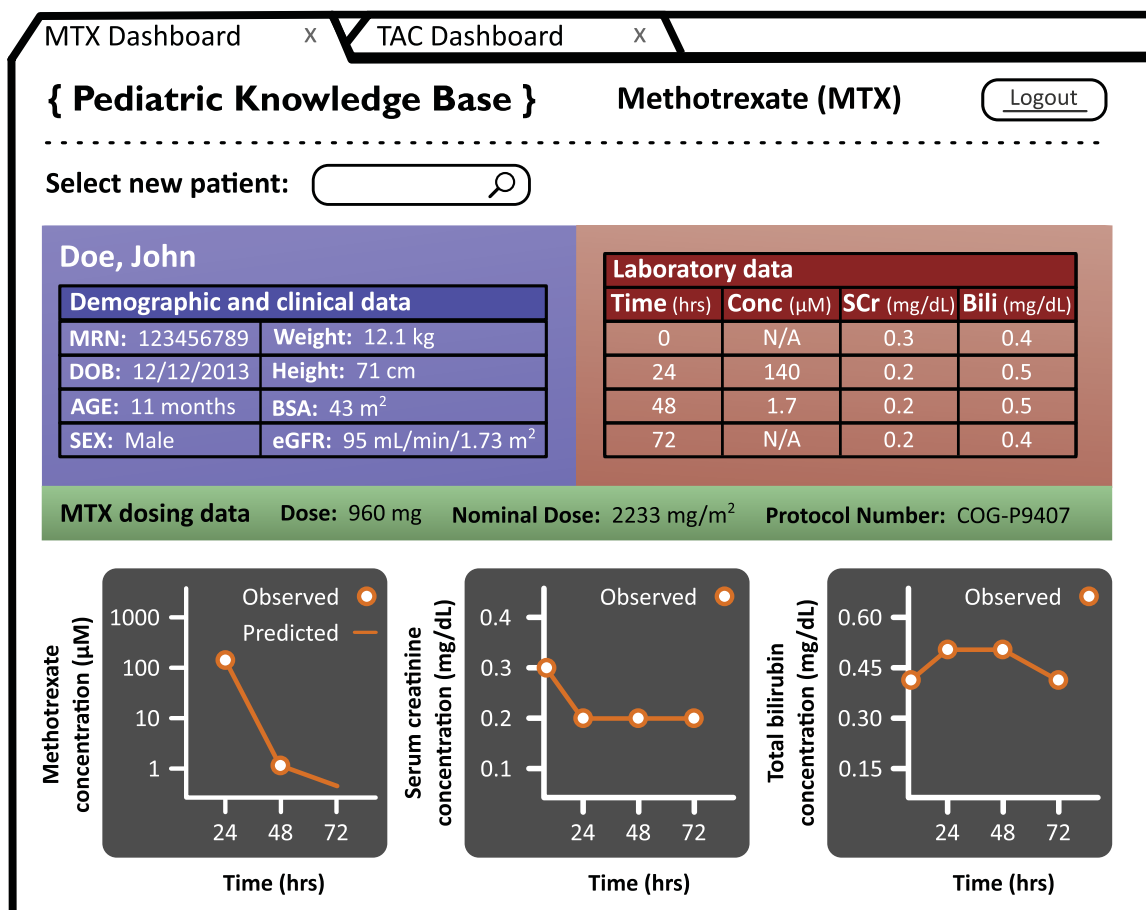 MTX Dashboard x TAC Dashboard x
{ Pediatric Knowledge Base } Methotrexate (MTX) Logout
Select new patient:
Doe, John
Demographic and clinical data
MRN: 123456789 Weight: 12.1 kg
DOB: 12/12/2013 Height: 71 cm
AGE: 11 months BSA: 43 m²
SEX: Male eGFR: 95 mL/min/1.73 m²
Laboratory data
Time (hrs) Conc (μM) SCr (mg/dL) Bili (mg/dL)
0 N/A 0.3 0.4
24 140 0.2 0.5
48 1.7 0.2 0.5
72 N/A 0.2 0.4
MTX dosing data Dose: 960 mg Nominal Dose: 2233 mg/m² Protocol Number: COG-P9407
Methotrexate
concentration (μM)
Observed
Predicted
1000
100
10
1
24 48 72
Time (hrs)
Serum creatinine
concentration (mg/dL)
Observed
0.4
0.3
0.2
0.1
24 48 72
Time (hrs)
Total bilirubin
concentration (mg/dL)
Observed
0.60
0.45
0.30
0.15
24 48 72
Time (hrs)